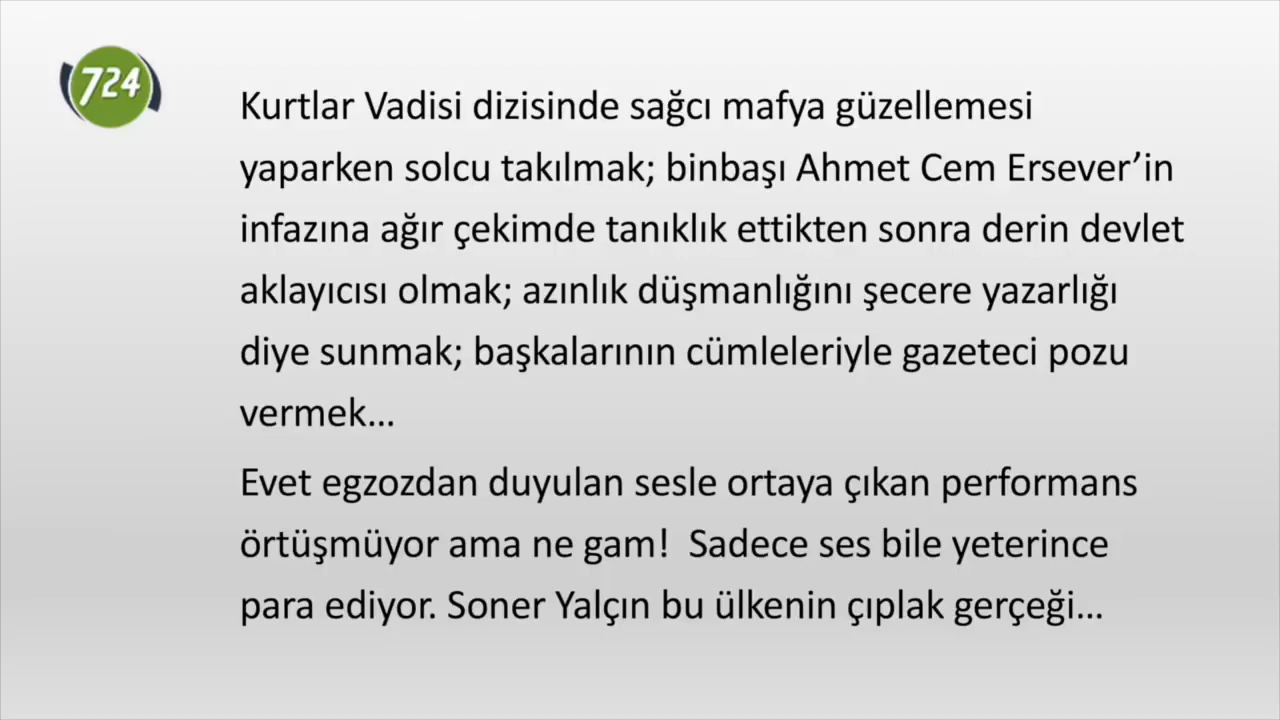 724
Kurtlar Vadisi dizisinde sağcı mafya güzellemesi
yaparken solcu takılmak; binbaşı Ahmet Cem Ersever’in
infazına ağır çekimde tanıklık ettikten sonra derin devlet
aklayıcısı olmak; azınlık düşmanlığını şecere yazarlığı
diye sunmak; başkalarının cümleleriyle gazeteci pozu
vermek…
Evet egzozdan duyulan sesle ortaya çıkan performans
örtüşmüyor ama ne gam!  Sadece ses bile yeterince
para ediyor. Soner Yalçın bu ülkenin çıplak gerçeği…